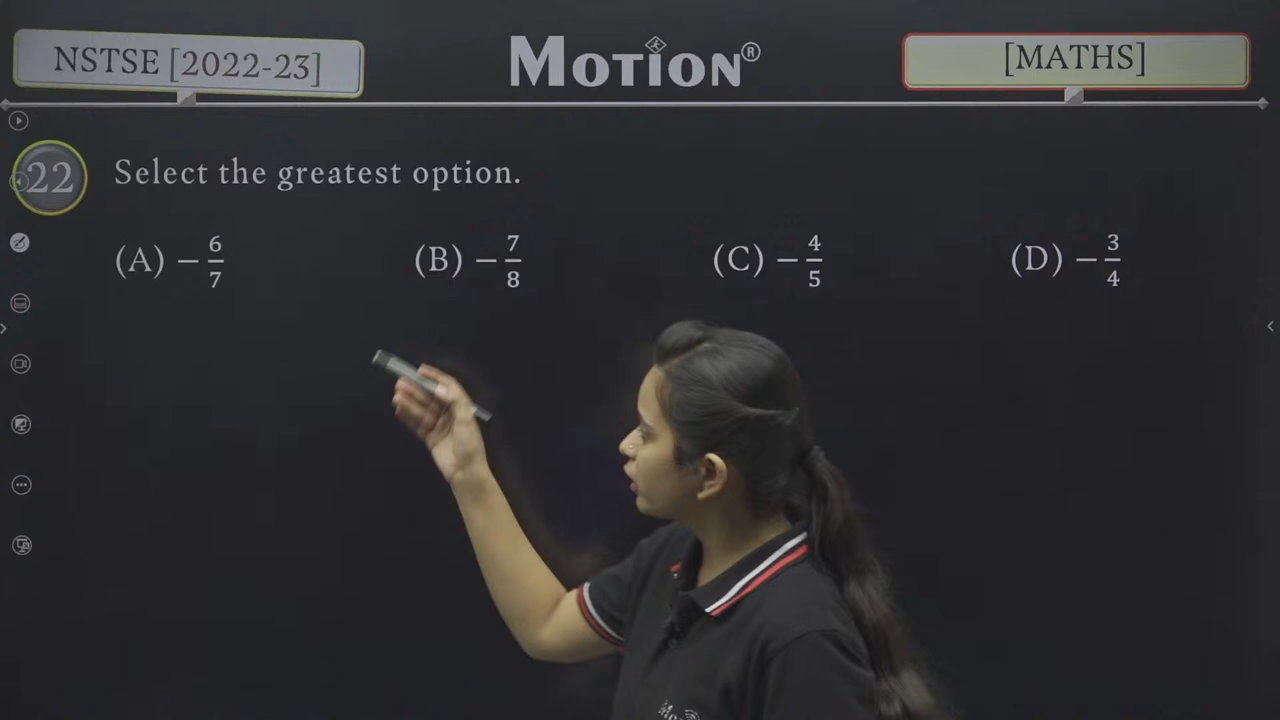 NSTSE [2022-23]
MOTION®
[MATHS]
22
Select the greatest option.
(A) −6/7 (B) −7/8 (C) −4/5 (D) −3/4